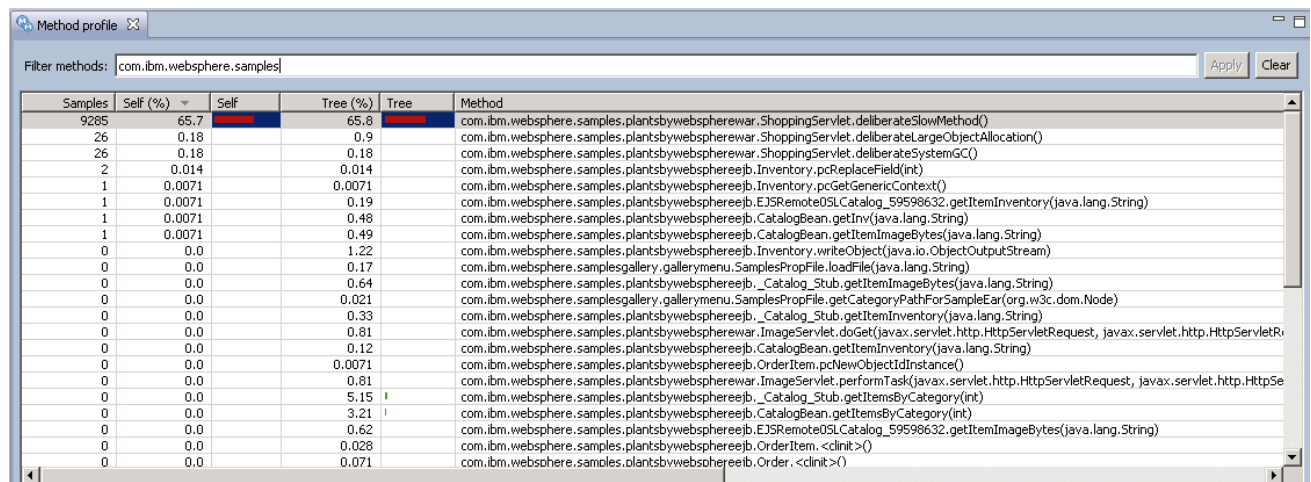 Method profile
Filter methods: com.ibm.websphere.samples Apply Clear
Samples Self (%) Self Tree (%) Tree Method
9285 65.7 65.8 com.ibm.websphere.samples.plantsbywebspherewar.ShoppingServlet.deliberateSlowMethod()
26 0.18 0.9 com.ibm.websphere.samples.plantsbywebspherewar.ShoppingServlet.deliberateLargeObjectAllocation()
26 0.18 0.18 com.ibm.websphere.samples.plantsbywebspherewar.ShoppingServlet.deliberateSystemGC()
2 0.014 0.014 com.ibm.websphere.samples.plantsbywebsphereejb.Inventory.pcReplaceField(int)
1 0.0071 0.0071 com.ibm.websphere.samples.plantsbywebsphereejb.Inventory.pcGetGenericContext()
1 0.0071 0.19 com.ibm.websphere.samples.plantsbywebsphereejb.EJSRemote0SLCatalog_59598632.getItemInventory(java.lang.String)
1 0.0071 0.48 com.ibm.websphere.samples.plantsbywebsphereejb.CatalogBean.getInv(java.lang.String)
1 0.0071 0.49 com.ibm.websphere.samples.plantsbywebsphereejb.CatalogBean.getItemImageBytes(java.lang.String)
0 0.0 1.22 com.ibm.websphere.samples.plantsbywebsphereejb.Inventory.writeObject(java.io.ObjectOutputStream)
0 0.0 0.17 com.ibm.websphere.samplesgallery.gallerymenu.SamplesPropFile.loadFile(java.lang.String)
0 0.0 0.64 com.ibm.websphere.samples.plantsbywebsphereejb._Catalog_Stub.getItemImageBytes(java.lang.String)
0 0.0 0.021 com.ibm.websphere.samplesgallery.gallerymenu.SamplesPropFile.getCategoryPathForSampleEar(org.w3c.dom.Node)
0 0.0 0.33 com.ibm.websphere.samples.plantsbywebsphereejb._Catalog_Stub.getItemInventory(java.lang.String)
0 0.0 0.81 com.ibm.websphere.samples.plantsbywebspherewar.ImageServlet.doGet(javax.servlet.http.HttpServletRequest, javax.servlet.http.HttpServletR
0 0.0 0.12 com.ibm.websphere.samples.plantsbywebsphereejb.CatalogBean.getItemInventory(java.lang.String)
0 0.0 0.0071 com.ibm.websphere.samples.plantsbywebsphereejb.OrderItem.pcNewObjectIdInstance()
0 0.0 0.81 com.ibm.websphere.samples.plantsbywebspherewar.ImageServlet.performTask(javax.servlet.http.HttpServletRequest, javax.servlet.http.HttpSe
0 0.0 5.15 com.ibm.websphere.samples.plantsbywebsphereejb._Catalog_Stub.getItemsByCategory(int)
0 0.0 3.21 com.ibm.websphere.samples.plantsbywebsphereejb.CatalogBean.getItemsByCategory(int)
0 0.0 0.62 com.ibm.websphere.samples.plantsbywebsphereejb.EJSRemote0SLCatalog_59598632.getItemImageBytes(java.lang.String)
0 0.0 0.028 com.ibm.websphere.samples.plantsbywebsphereejb.OrderItem.<clinit>()
0 0.0 0.071 com.ibm.websphere.samples.plantsbywebsphereejb.Order.<clinit>()